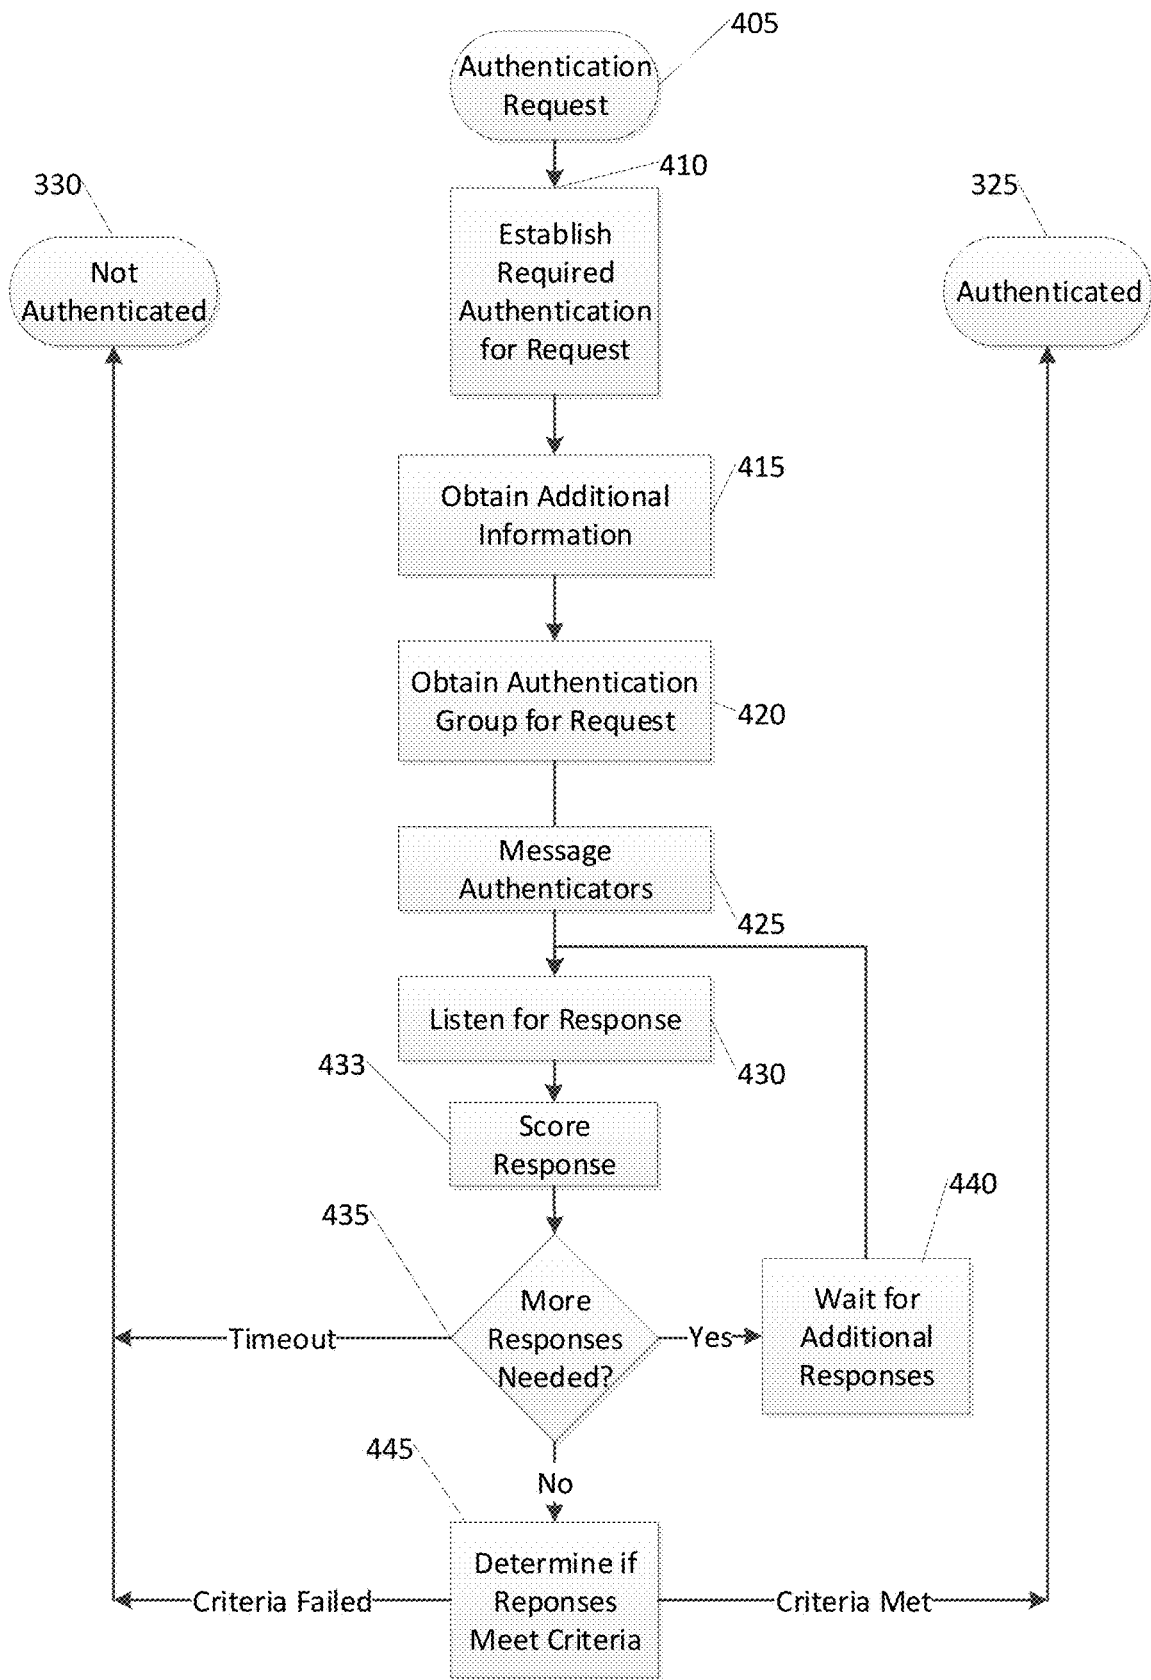 405
Authentication
Request
410
330
325
Establish
Required
Authentication
for Request
Not
Authenticated
Authenticated
415
Obtain Additional
Information
Obtain Authentication
Group for Request
420
Message
Authenticators
425
Listen for Response
430
433
Score
Response
435
440
More
Responses
Needed?
Timeout
Yes
Wait for
Additional
Responses
445
No
Determine if
Reponses
Meet Criteria
Criteria Failed
Criteria Met